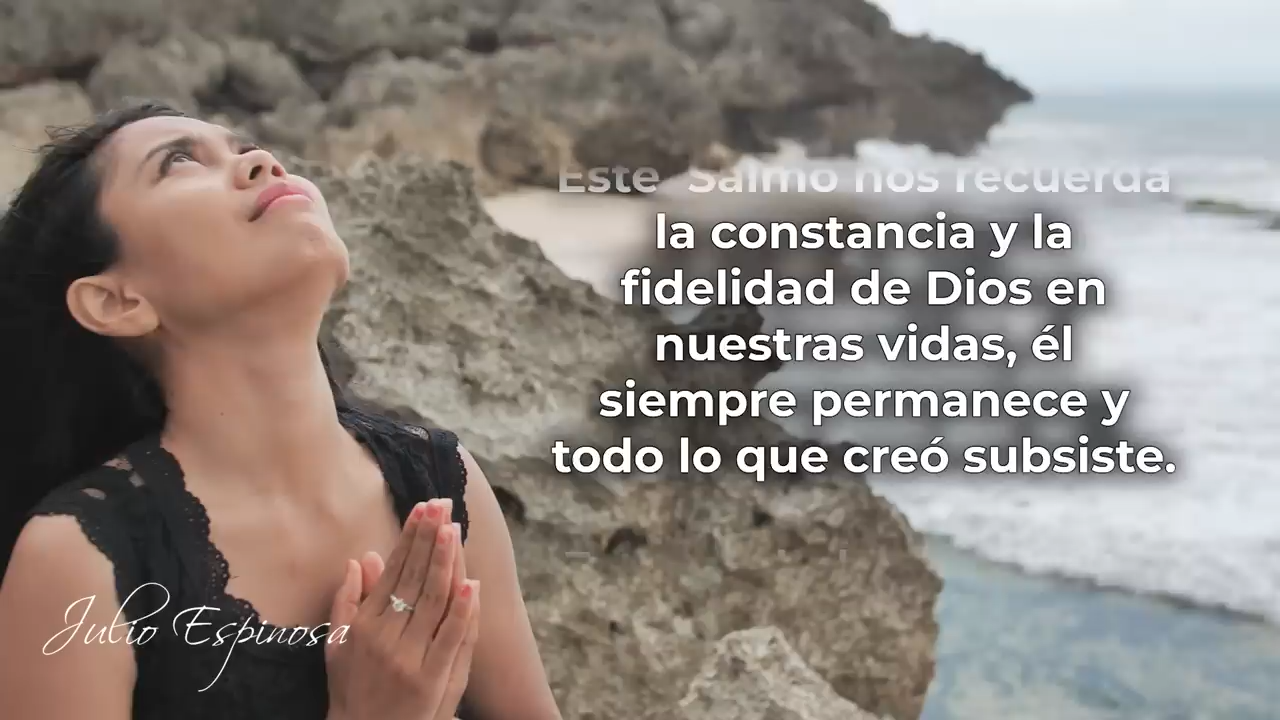 Este Salmo nos recuerda
la constancia y la
fidelidad de Dios en
nuestras vidas, él
siempre permanece y
todo lo que creó subsiste.
Julio Espinosa